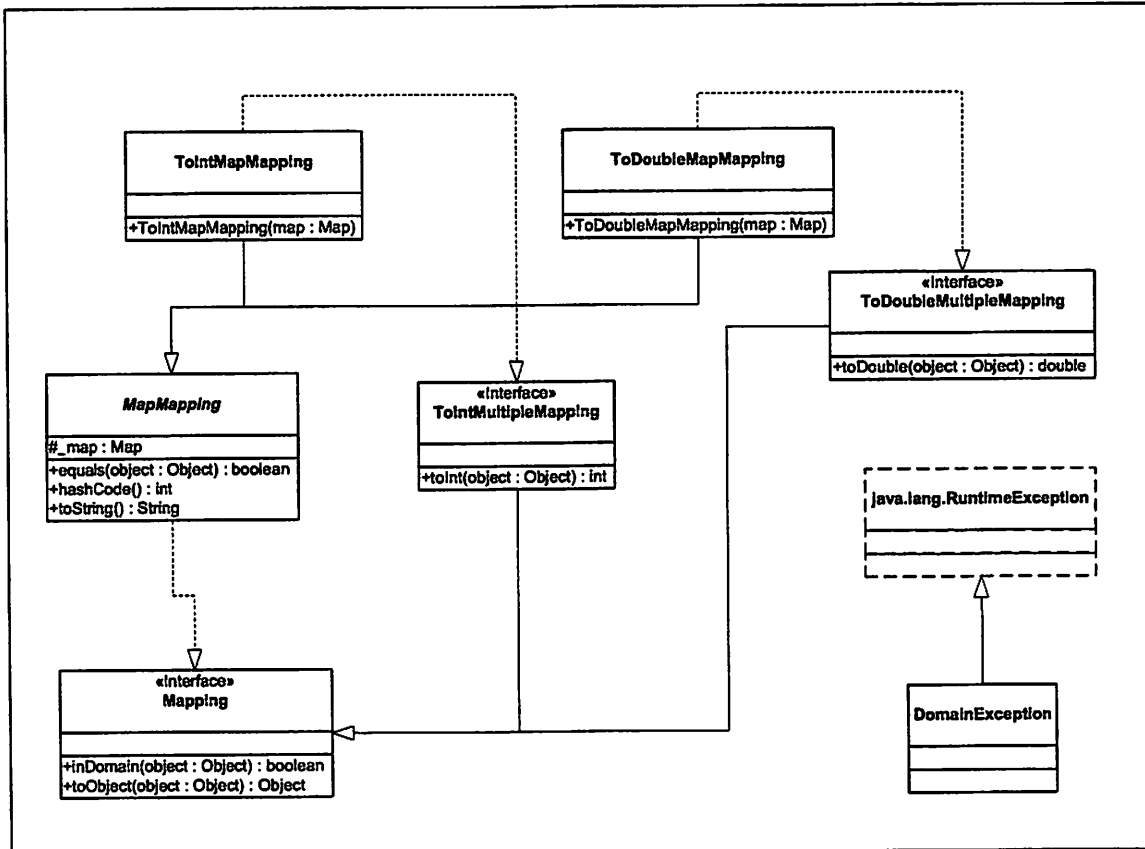 ToIntMapMapping
+ToIntMapMapping(map : Map)
ToDoubleMapMapping
+ToDoubleMapMapping(map : Map)
«Interface»
ToDoubleMultipleMapping
+toDouble(object : Object) : double
MapMapping
#_map : Map
+equals(object : Object) : boolean
+hashCode() : int
+toString() : String
«Interface»
ToIntMultipleMapping
+toInt(object : Object) : int
java.lang.RuntimeException
«Interface»
Mapping
+inDomain(object : Object) : boolean
+toObject(object : Object) : Object
DomainException